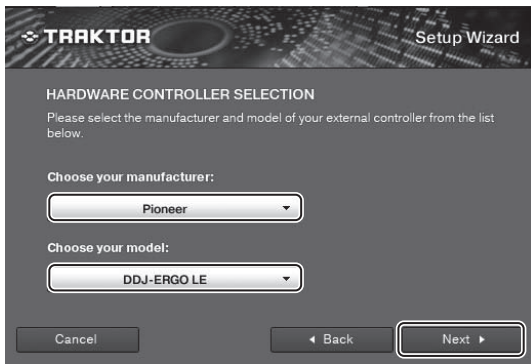 TRAKTOR
Setup Wizard
HARDWARE CONTROLLER SELECTION
Please select the manufacturer and model of your external controller from the list
below.
Choose your manufacturer:
Pioneer
Choose your model:
DDJ-ERGO LE
Cancel
Back
Next